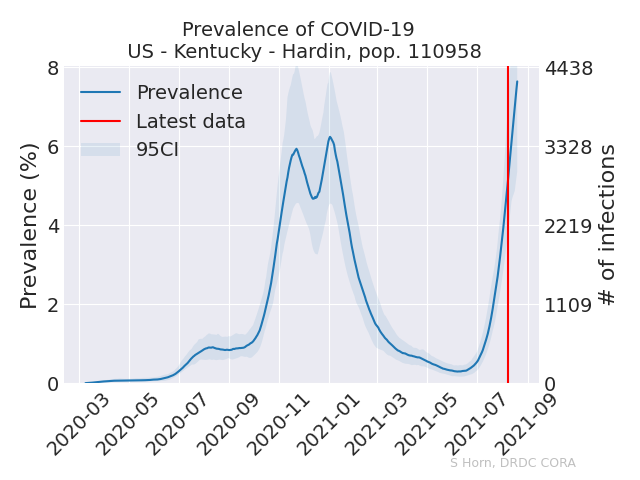 Prevalence of COVID-19
US - Kentucky - Hardin, pop. 110958
Prevalence
Latest data
95CI
Prevalence (%)
8
6
4
2
0
4438
3328
2219
1109
0
# of infections
2020-03
2020-05
2020-07
2020-09
2020-11
2021-01
2021-03
2021-05
2021-07
2021-09
S Horn, DRDC CORA